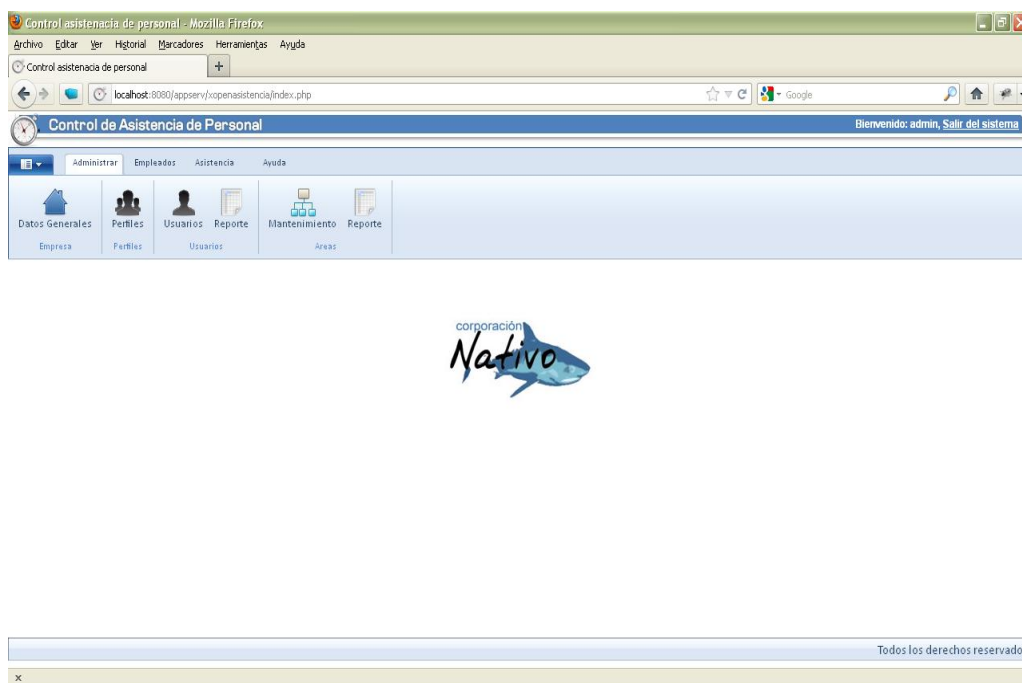 Control asistenacia de personal - Mozilla Firefox
Archivo Editar Ver Historial Marcadores Herramientas Ayuda
Control asistenacia de personal +
localhost:8080/appserv/xopenasistencia/index.php Google
Control de Asistencia de Personal Bienvenido: admin, Salir del sistema
Administrar Empleados Asistencia Ayuda
Datos Generales Perfiles Usuarios Reporte Mantenimiento Reporte
Empresa Perfiles Usuarios Areas
corporación
Nativo
Todos los derechos reservado
x